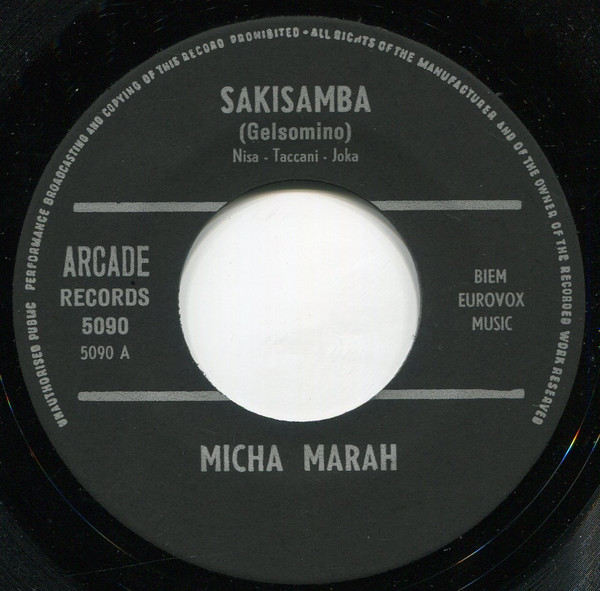 UNAUTHORISED PUBLIC PERFORMANCE BROADCASTING AND COPYING OF THIS RECORD PROHIBITED • ALL RIGHTS OF THE MANUFACTURER AND OF THE OWNER OF THE RECORDED WORK RESERVED
SAKISAMBA
(Gelsomino)
Nisa - Taccani - Joka
ARCADE
RECORDS
5090
5090 A
BIEM
EUROVOX
MUSIC
MICHA MARAH